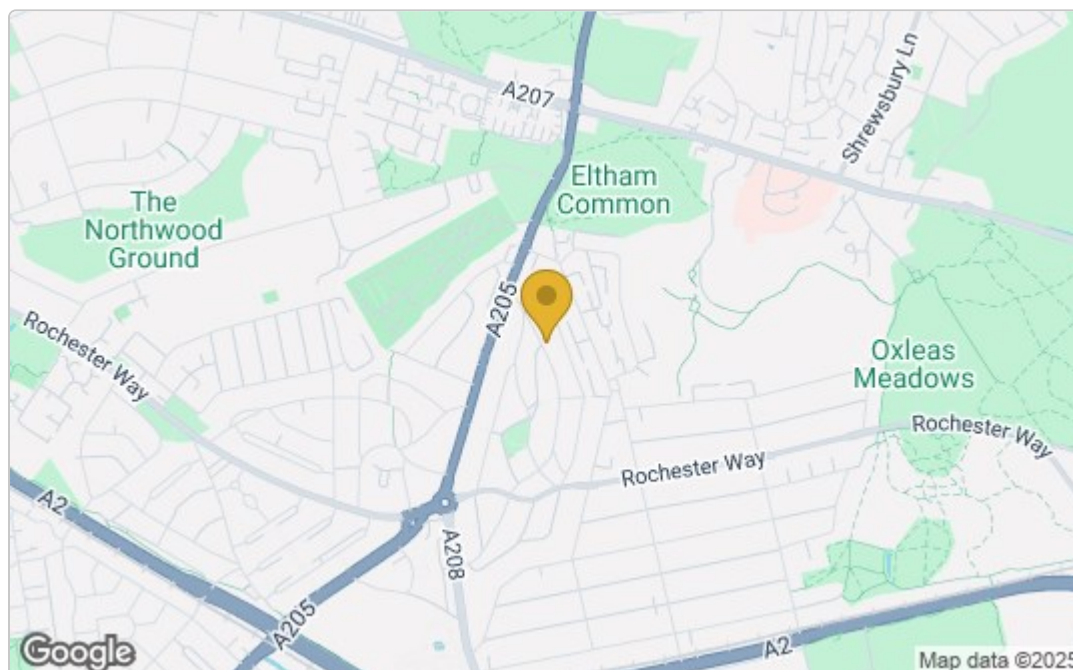 A207
Shrewsbury Ln
Eltham
Common
The
Northwood
Ground
A205
Rochester Way
Oxleas
Meadows
Rochester Way
Rochester Way
A2
A208
A205
A2
Google
Map data ©2025